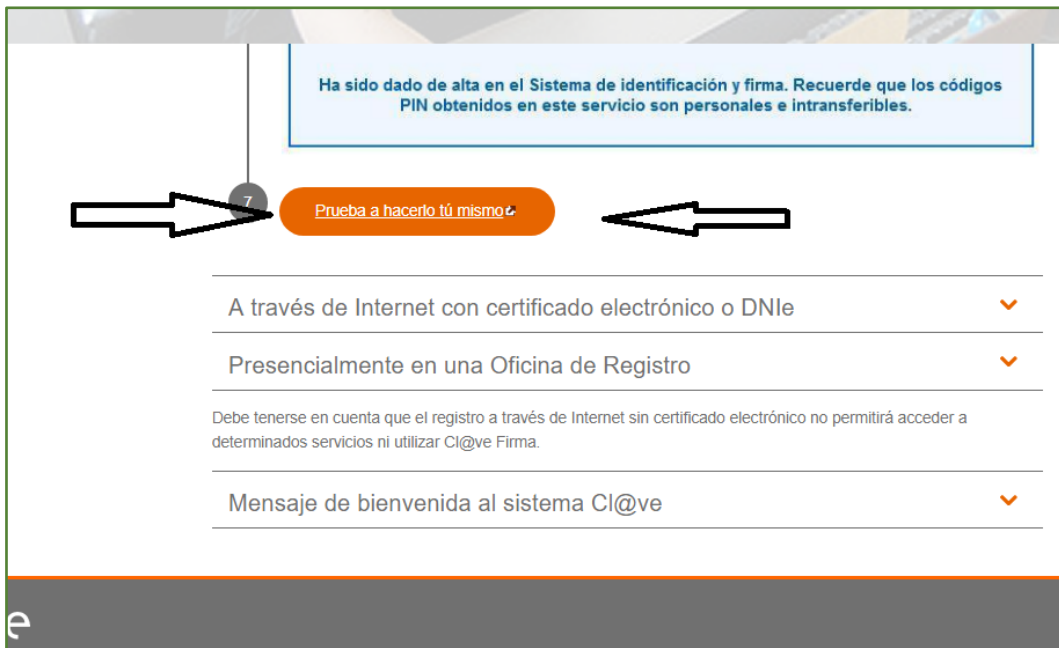 Ha sido dado de alta en el Sistema de identificación y firma. Recuerde que los códigos
PIN obtenidos en este servicio son personales e intransferibles.
7
Prueba a hacerlo tú mismo
A través de Internet con certificado electrónico o DNIe
Presencialmente en una Oficina de Registro
Debe tenerse en cuenta que el registro a través de Internet sin certificado electrónico no permitirá acceder a
determinados servicios ni utilizar Cl@ve Firma.
Mensaje de bienvenida al sistema Cl@ve
e